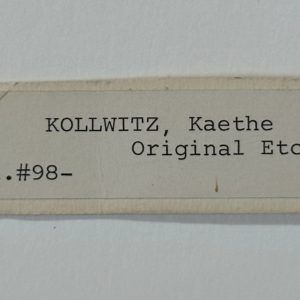 KOLLWITZ, Kaethe
Original Etc
.#98-